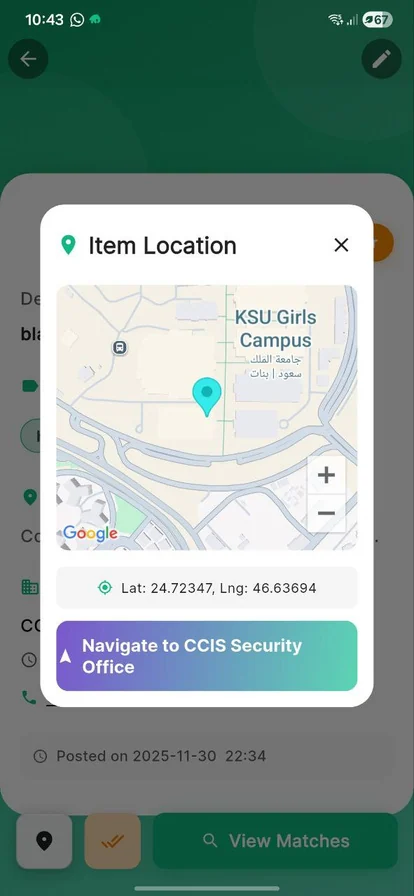 10:43
67
Item Location
KSU Girls
Campus
جامعة الملك
سعود | بنات
Google
Lat: 24.72347, Lng: 46.63694
Navigate to CCIS Security
Office
Posted on 2025-11-30 22:34
View Matches